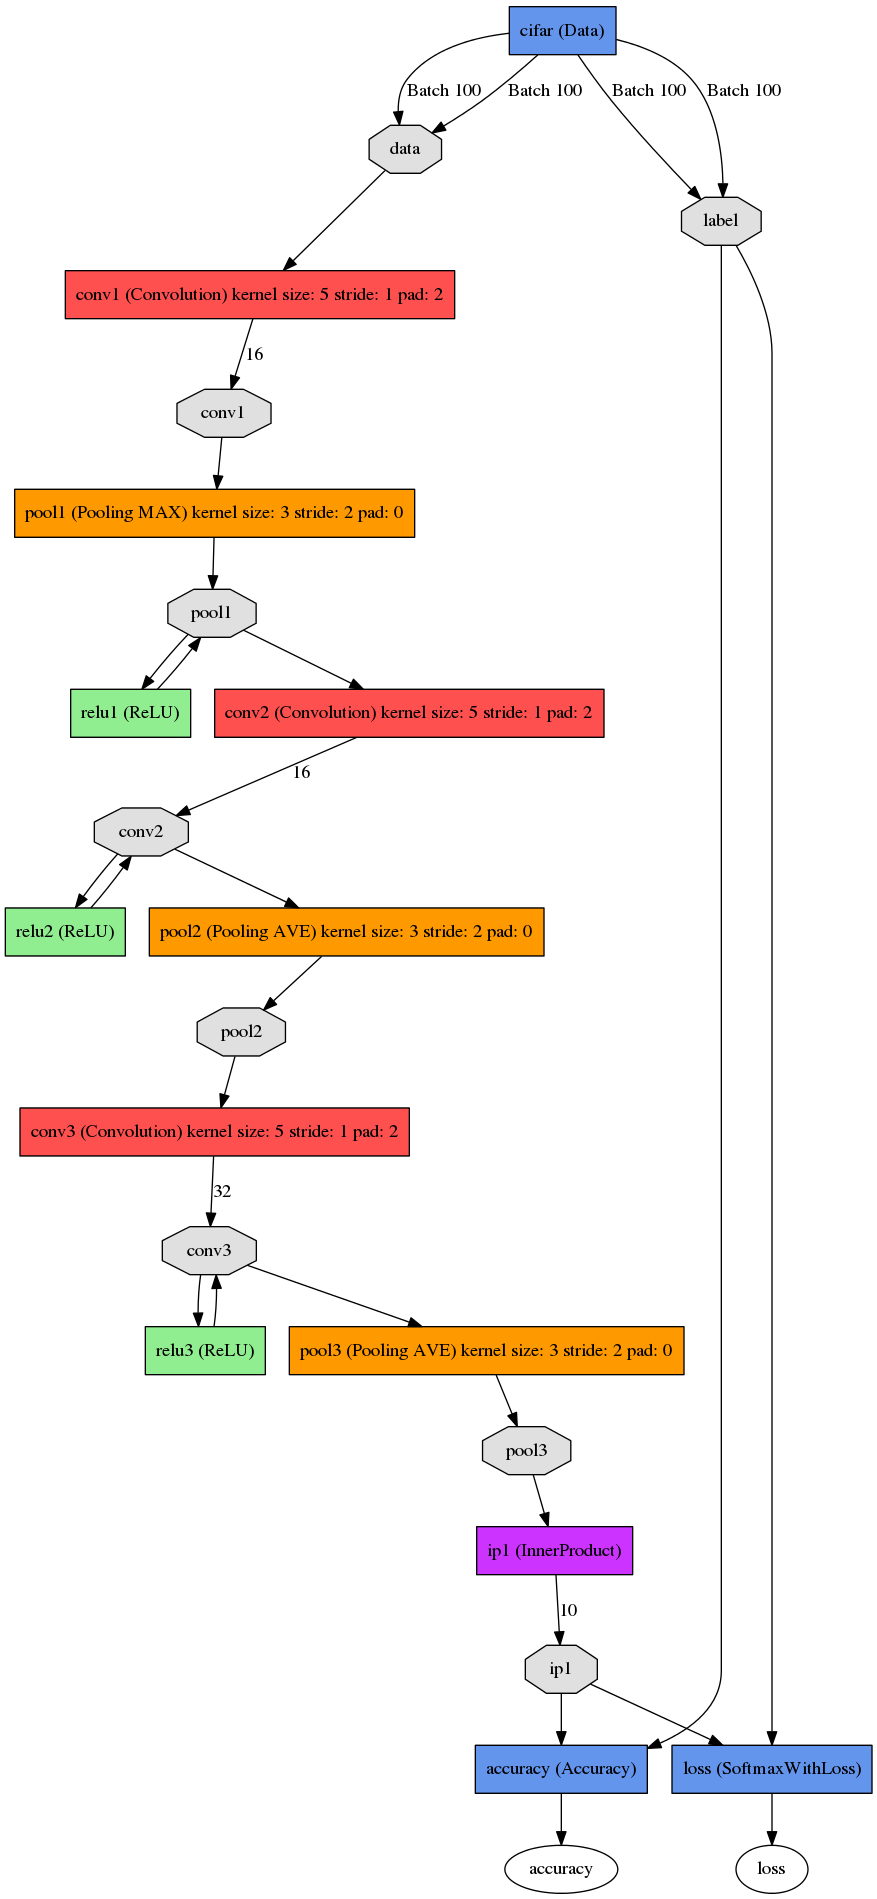 cifar (Data)
Batch 100
Batch 100
Batch 100
Batch 100
data
label
conv1 (Convolution) kernel size: 5 stride: 1 pad: 2
16
conv1
pool1 (Pooling MAX) kernel size: 3 stride: 2 pad: 0
pool1
relu1 (ReLU)
conv2 (Convolution) kernel size: 5 stride: 1 pad: 2
16
conv2
relu2 (ReLU)
pool2 (Pooling AVE) kernel size: 3 stride: 2 pad: 0
pool2
conv3 (Convolution) kernel size: 5 stride: 1 pad: 2
32
conv3
relu3 (ReLU)
pool3 (Pooling AVE) kernel size: 3 stride: 2 pad: 0
pool3
ip1 (InnerProduct)
10
ip1
accuracy (Accuracy)
loss (SoftmaxWithLoss)
accuracy
loss